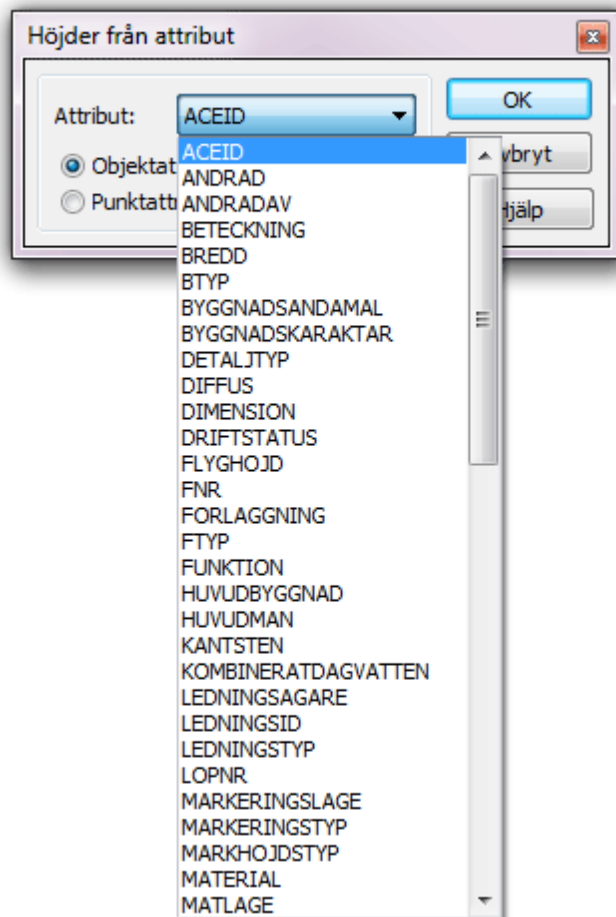 Höjder från attribut
Attribut:
ACEID
OK
ACEID
ANDRAD
ANDRADAV
BETECKNING
BREDD
BTYP
BYGGNADSANDAMAL
BYGGNADSKARAKTAR
DETALJTYP
DIFFUS
DIMENSION
DRIFTSTATUS
FLYGHOJD
FNR
FORLAGGNING
FTYP
FUNKTION
HUVUDBYGGNAD
HUVUDMAN
KANTSTEN
KOMBINERATDAGVATTEN
LEDNINGSAGARE
LEDNINGSID
LEDNINGSTYP
LOPNR
MARKERINGSLAGE
MARKERINGSTYP
MARKHOJDSTYP
MATERIAL
MATLAGE